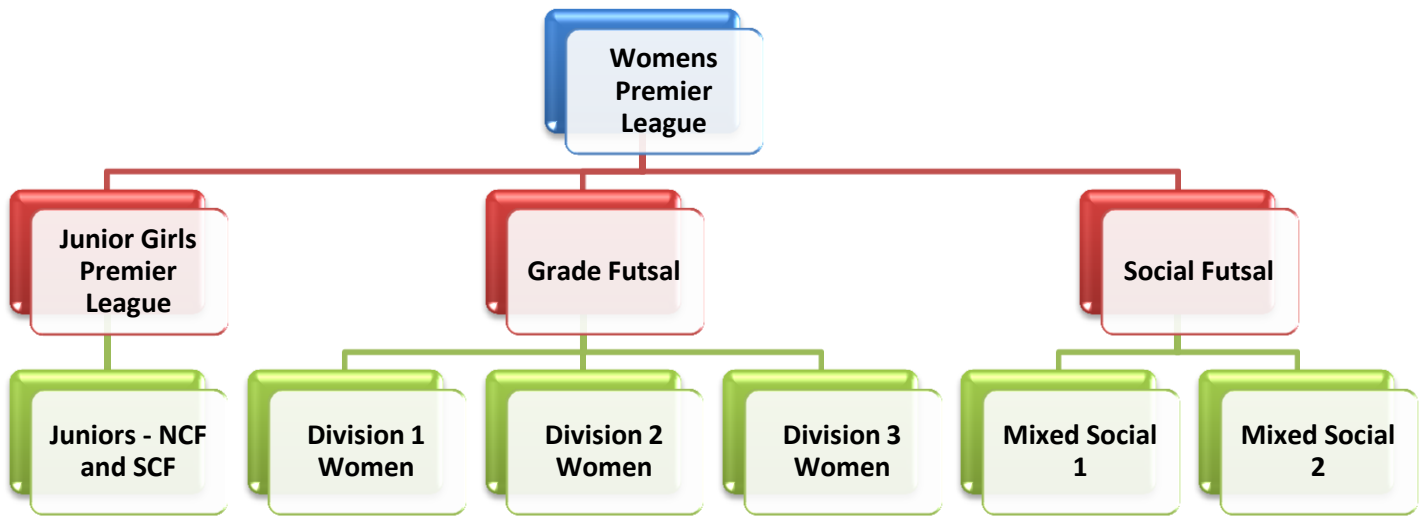 Womens
Premier
League
Junior Girls
Premier
League
Grade Futsal
Social Futsal
Juniors - NCF
and SCF
Division 1
Women
Division 2
Women
Division 3
Women
Mixed Social
1
Mixed Social
2